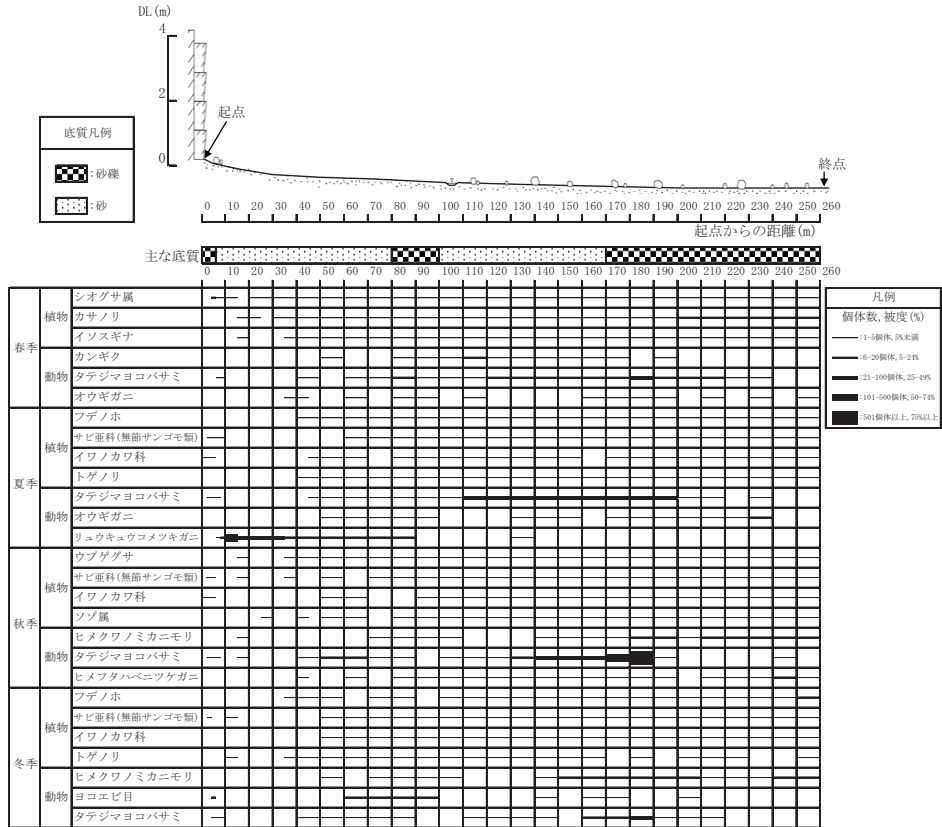 DL(m)
4
2
0
起点
終点
底質凡例
:砂礫
:砂
0 10 20 30 40 50 60 70 80 90 100 110 120 130 140 150 160 170 180 190 200 210 220 230 240 250 260
起点からの距離(m)
主な底質
0 10 20 30 40 50 60 70 80 90 100 110 120 130 140 150 160 170 180 190 200 210 220 230 240 250 260
春季
植物
シオグサ属
カサノリ
イソスギナ
動物
カンギク
タテジマヨコバサミ
オウギガニ
夏季
植物
フデノホ
サビ亜科(無節サンゴモ類)
イワノカワ科
トゲノリ
動物
タテジマヨコバサミ
オウギガニ
リュウキュウコメツキガニ
秋季
植物
ウブゲグサ
サビ亜科(無節サンゴモ類)
イワノカワ科
ソゾ属
動物
ヒメクワノミカニモリ
タテジマヨコバサミ
ヒメフタハベニツケガニ
冬季
植物
フデノホ
サビ亜科(無節サンゴモ類)
イワノカワ科
トゲノリ
動物
ヒメクワノミカニモリ
ヨコエビ目
タテジマヨコバサミ
凡例
個体数,被度(%)
:1-5個体,5%未満
:6-20個体,5-24%
:21-100個体,25-49%
:101-500個体,50-74%
:501個体以上,75%以上